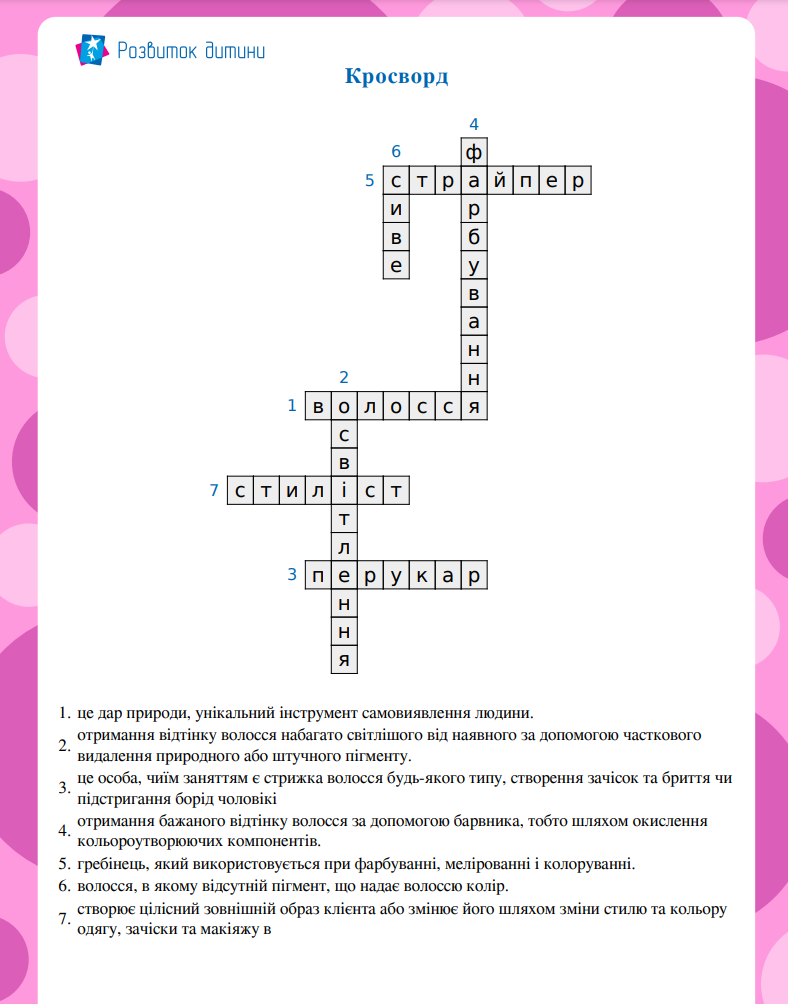 Розвиток дитини
Кросворд
4
6 ф
5 с т р а й п е р
и р
в б
е у
в
а
н
2 н
1 в о л о с с я
с
в
7 с т и л і с т
т
л
3 п е р у к а р
н
н
я
1. це дар природи, унікальний інструмент самовиявлення людини.
2. отримання відтінку волосся набагато світлішого від наявного за допомогою часткового
видалення природного або штучного пігменту.
3. це особа, чиїм заняттям є стрижка волосся будь-якого типу, створення зачісок та бриття чи
підстригання борід чоловікі
4. отримання бажаного відтінку волосся за допомогою барвника, тобто шляхом окислення
кольороутворюючих компонентів.
5. гребінець, який використовується при фарбуванні, мелірованні і колоруванні.
6. волосся, в якому відсутній пігмент, що надає волоссю колір.
7. створює цілісний зовнішній образ клієнта або змінює його шляхом зміни стилю та кольору
одягу, зачіски та макіяжу в